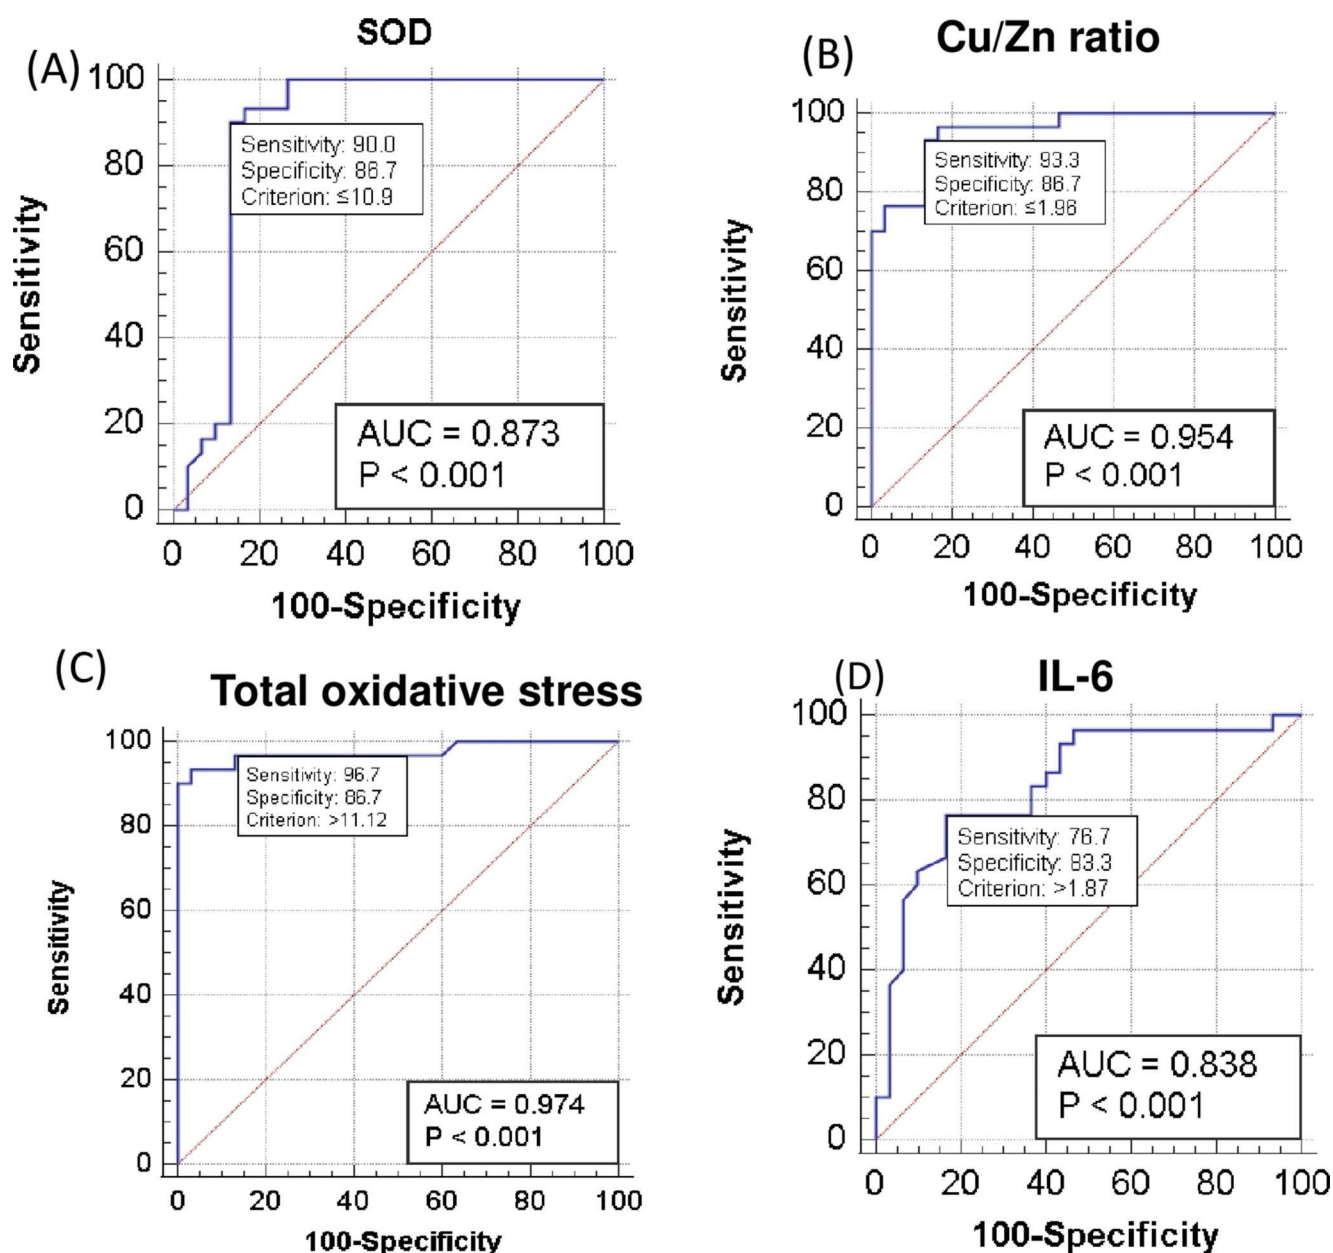 (A)
SOD
100
80
60
40
20
0
Sensitivity
Sensitivity: 90.0
Specificity: 86.7
Criterion: ≤10.9
AUC = 0.873
P < 0.001
0 20 40 60 80 100
100-Specificity
(B)
Cu/Zn ratio
100
80
60
40
20
0
Sensitivity
Sensitivity: 93.3
Specificity: 86.7
Criterion: ≤1.96
AUC = 0.954
P < 0.001
0 20 40 60 80 100
100-Specificity
(C)
Total oxidative stress
100
80
60
40
20
0
Sensitivity
Sensitivity: 96.7
Specificity: 86.7
Criterion: >11.12
AUC = 0.974
P < 0.001
0 20 40 60 80 100
100-Specificity
(D)
IL-6
100
80
60
40
20
0
Sensitivity
Sensitivity: 76.7
Specificity: 83.3
Criterion: >1.87
AUC = 0.838
P < 0.001
0 20 40 60 80 100
100-Specificity